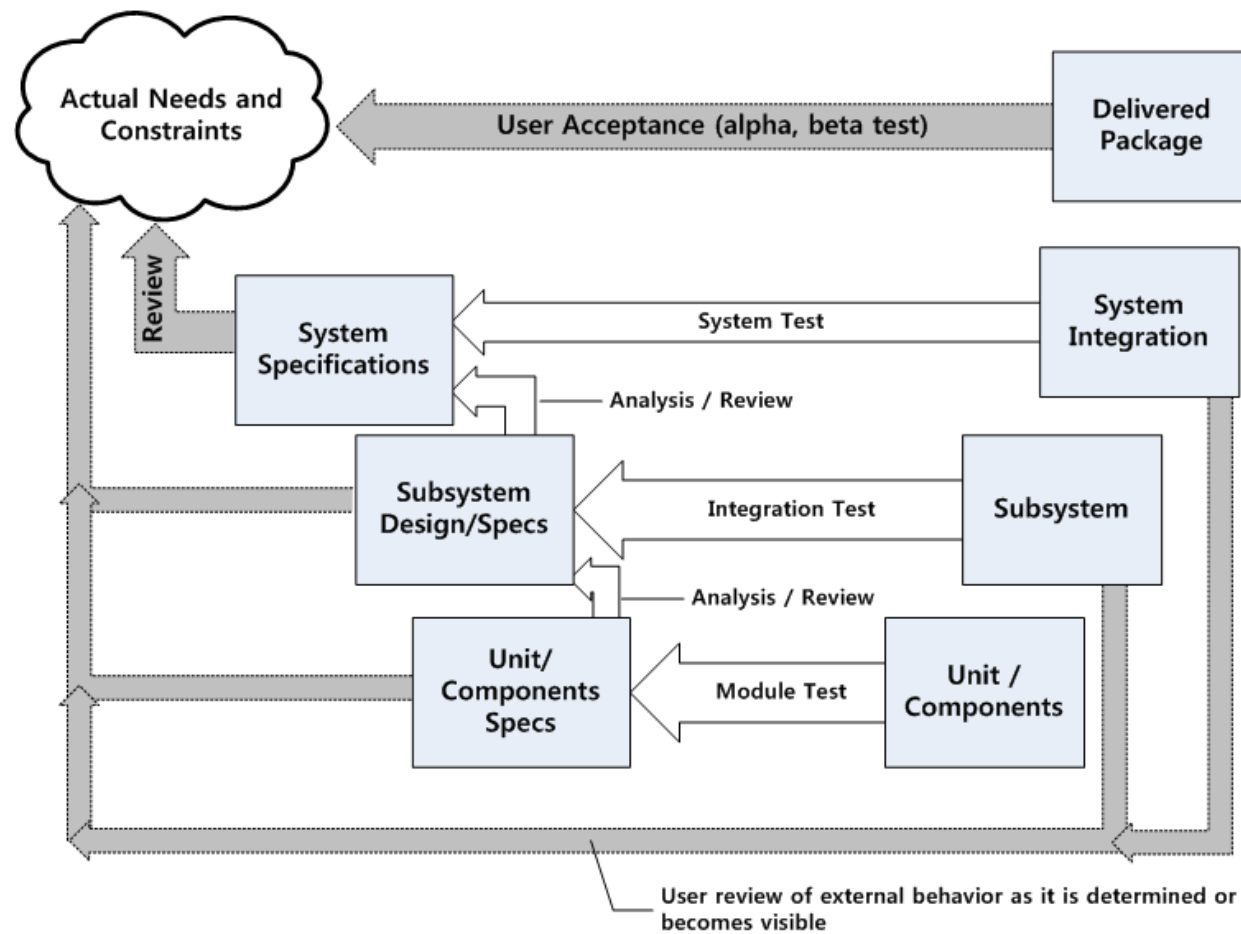 Actual Needs and
Constraints
User Acceptance (alpha, beta test)
Delivered
Package
Review
System
Specifications
System Test
System
Integration
Analysis / Review
Subsystem
Design/Specs
Integration Test
Subsystem
Analysis / Review
Unit/
Components
Specs
Module Test
Unit /
Components
User review of external behavior as it is determined or
becomes visible